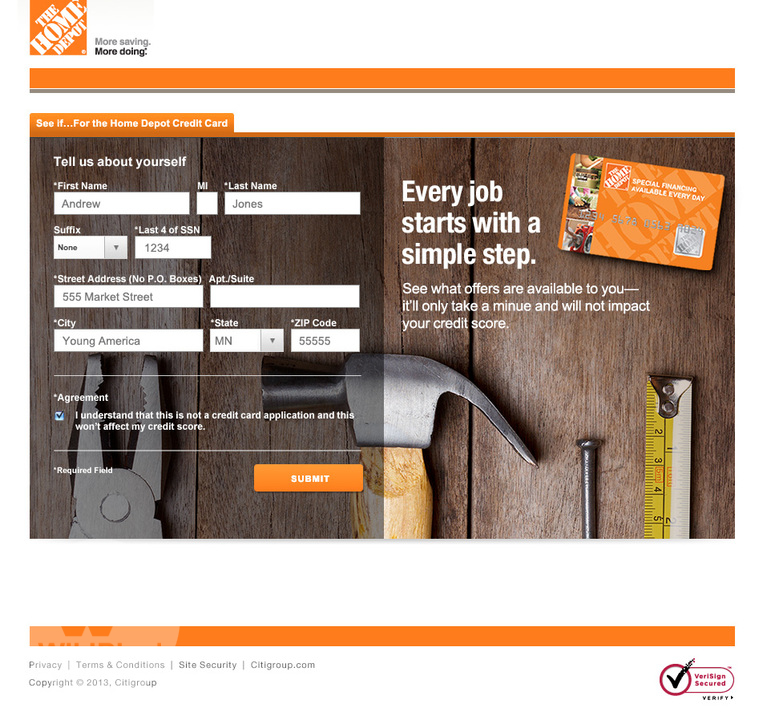 THE
HOME
DEPOT
More saving.
More doing.
See if...For the Home Depot Credit Card
Tell us about yourself
*First Name MI *Last Name
Andrew Jones
Suffix *Last 4 of SSN
None 1234
*Street Address (No P.O. Boxes) Apt./Suite
555 Market Street
*City *State *ZIP Code
Young America MN 55555
*Agreement
I understand that this is not a credit card application and this
won't affect my credit score.
*Required Field
SUBMIT
Every job
starts with a
simple step.
See what offers are available to you—
it'll only take a minue and will not impact
your credit score.
THE
HOME
DEPOT
SPECIAL FINANCING
AVAILABLE EVERY DAY
Privacy | Terms & Conditions | Site Security | Citigroup.com
Copyright © 2013, Citigroup
VeriSign
Secured
VERIFY